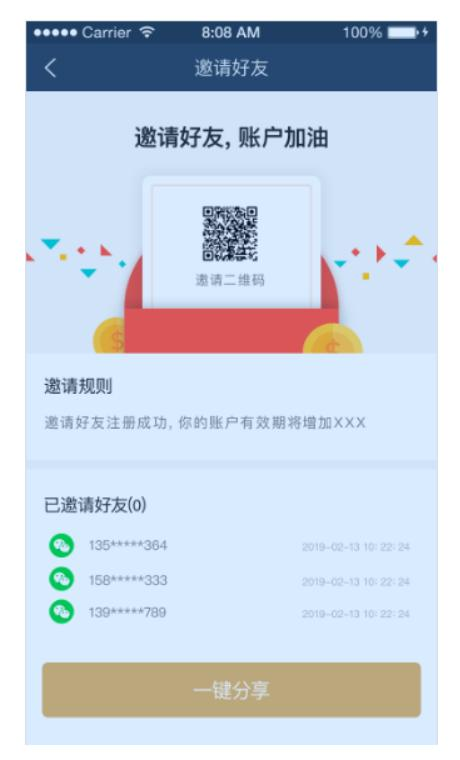 Carrier 8:08 AM 100%
邀请好友
邀请好友，账户加油
邀请二维码
$ ¢
邀请规则
邀请好友注册成功，你的账户有效期将增加XXX
已邀请好友(0)
135*****364 2019-02-13 10: 22: 24
158*****333 2019-02-13 10: 22: 24
139*****789 2019-02-13 10: 22: 24
一键分享